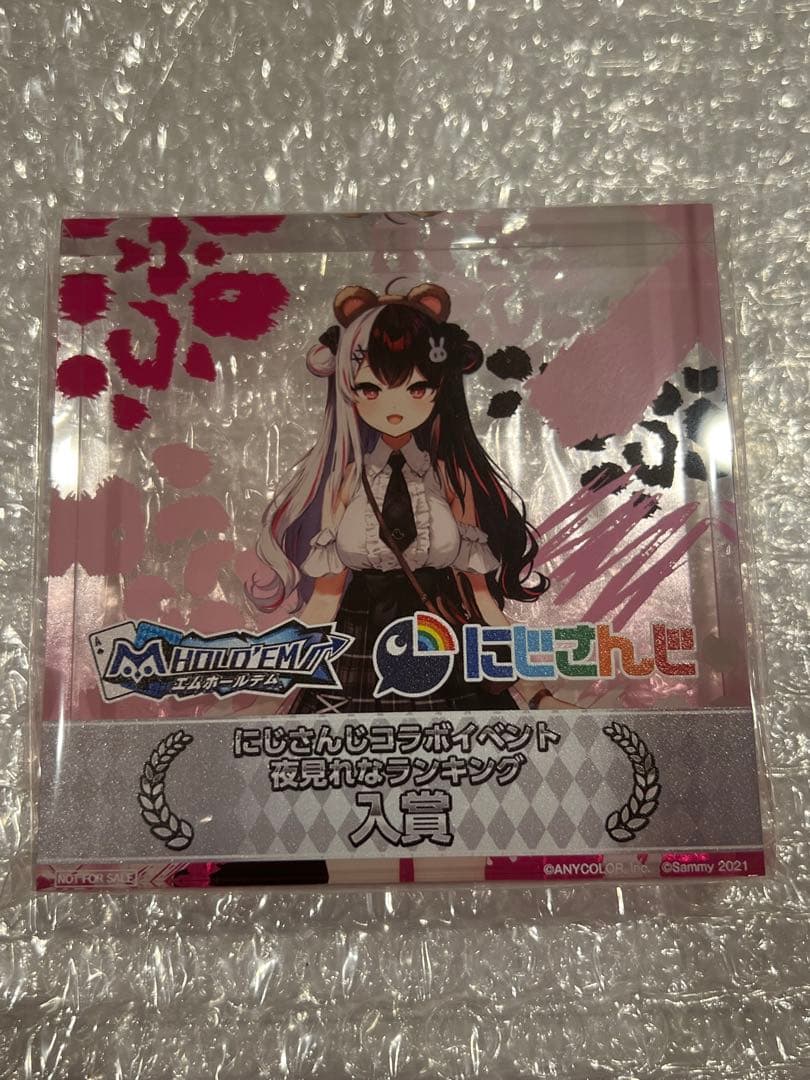 ぷ
ぷ
M HOLD'EM
エムホールデム
にじさんじ
にじさんじコラボイベント
夜見れなランキング
入賞
NOT FOR SALE
©ANYCOLOR, Inc. ©Sammy 2021